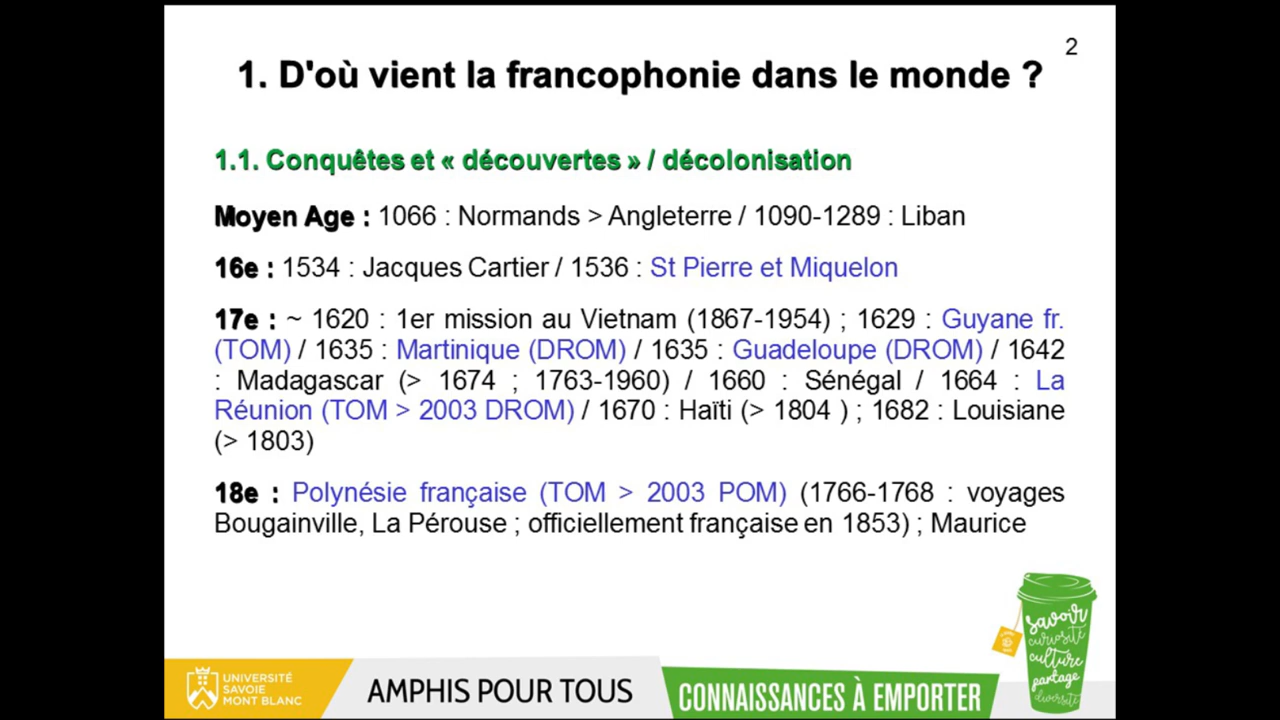 2
1. D'où vient la francophonie dans le monde ?
1.1. Conquêtes et « découvertes » / décolonisation
Moyen Age : 1066 : Normands > Angleterre / 1090-1289 : Liban
16e : 1534 : Jacques Cartier / 1536 : St Pierre et Miquelon
17e : ~ 1620 : 1er mission au Vietnam (1867-1954) ; 1629 : Guyane fr.
(TOM) / 1635 : Martinique (DROM) / 1635 : Guadeloupe (DROM) / 1642
: Madagascar (> 1674 ; 1763-1960) / 1660 : Sénégal / 1664 : La
Réunion (TOM > 2003 DROM) / 1670 : Haïti (> 1804 ) ; 1682 : Louisiane
(> 1803)
18e : Polynésie française (TOM > 2003 POM) (1766-1768 : voyages
Bougainville, La Pérouse ; officiellement française en 1853) ; Maurice
savoir
curiosité
culture
partage
diversité
UNIVERSITÉ
SAVOIE
MONT BLANC
AMPHIS POUR TOUS
CONNAISSANCES À EMPORTER